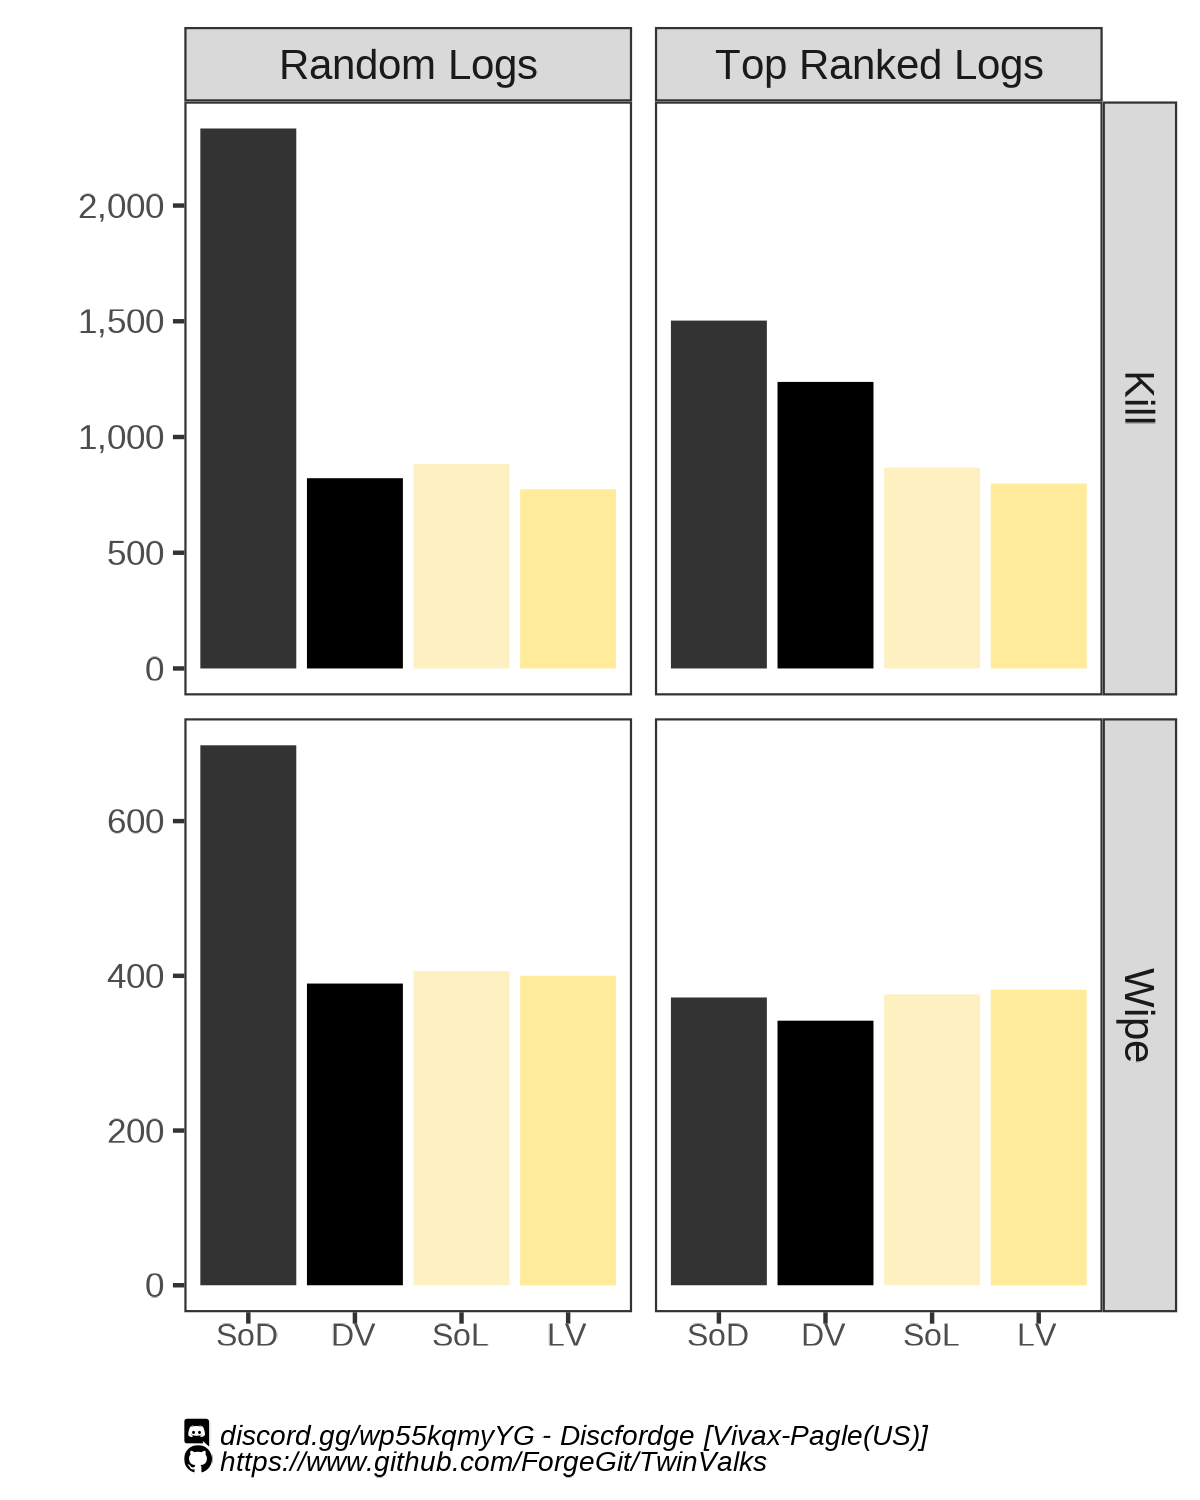 Random Logs
Top Ranked Logs
2,000
1,500
1,000
500
0
Kill
600
400
200
0
Wipe
SoD DV SoL LV
SoD DV SoL LV
discord.gg/wp55kqmyYG - Discfordge [Vivax-Pagle(US)]
https://www.github.com/ForgeGit/TwinValks